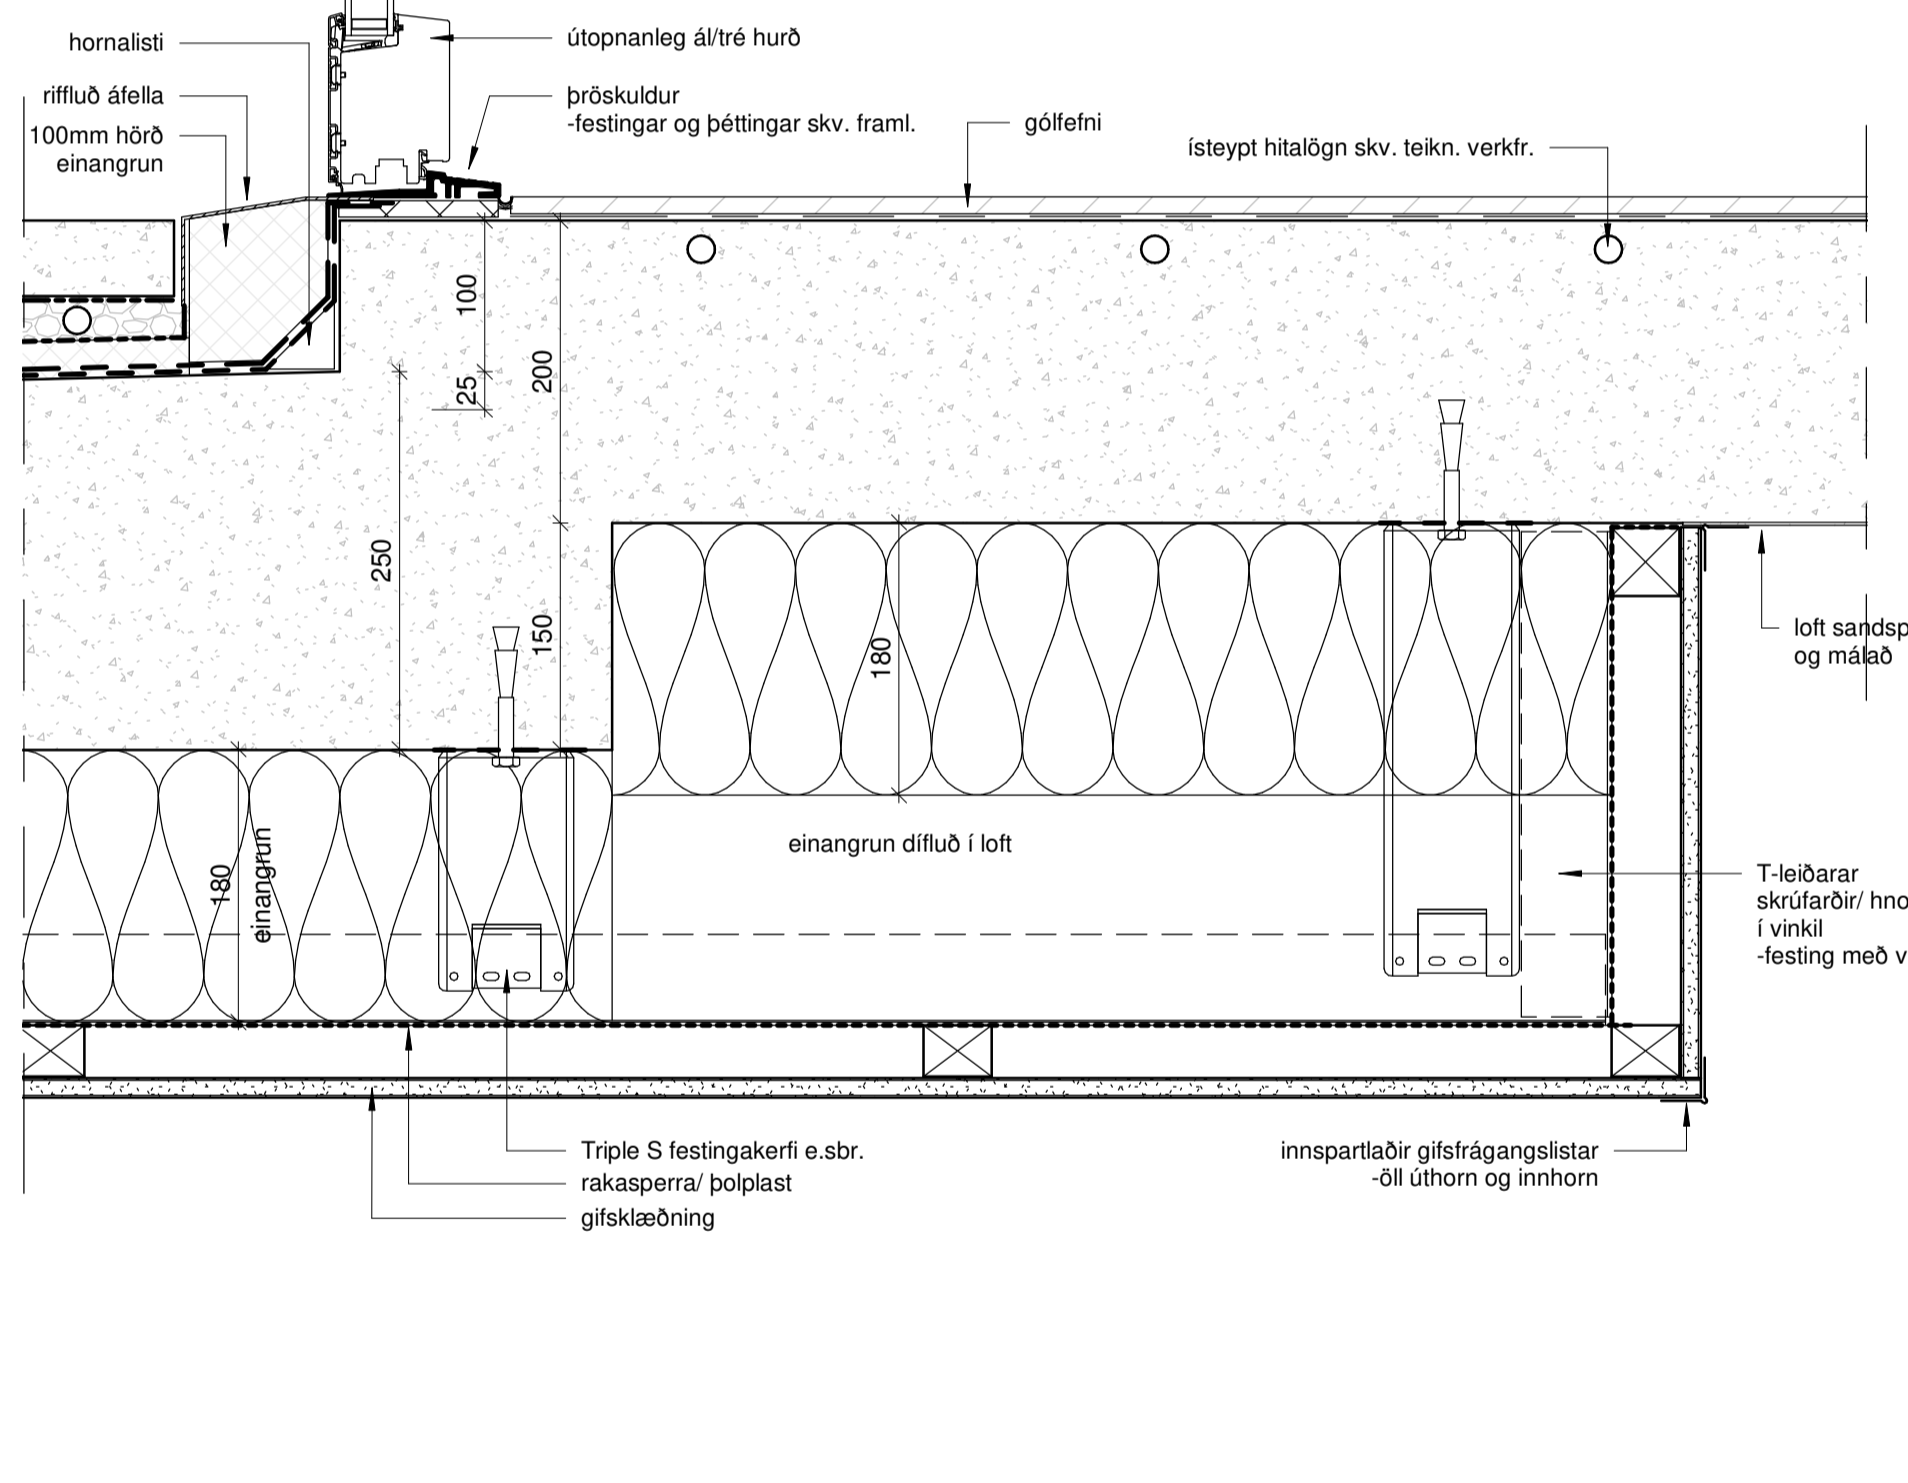 hornalisti
riffluð áfella
100mm hörð
einangrun
útopnanleg ál/tré hurð
þröskuldur
-festingar og þéttingar skv. framl.
gólfefni
ísteypt hitalögn skv. teikn. verkfr.
100
25
200
250
150
180
180
einangrun
einangrun dífluð í loft
loft sandsp
og málað
T-leiðarar
skrúfarðir/ hno
í vinkil
-festing með v
Triple S festingakerfi e.sbr.
rakasperra/ þolplast
gifsklæðning
innspartlaðir gifsfrágangslistar
-öll úthorn og innhorn